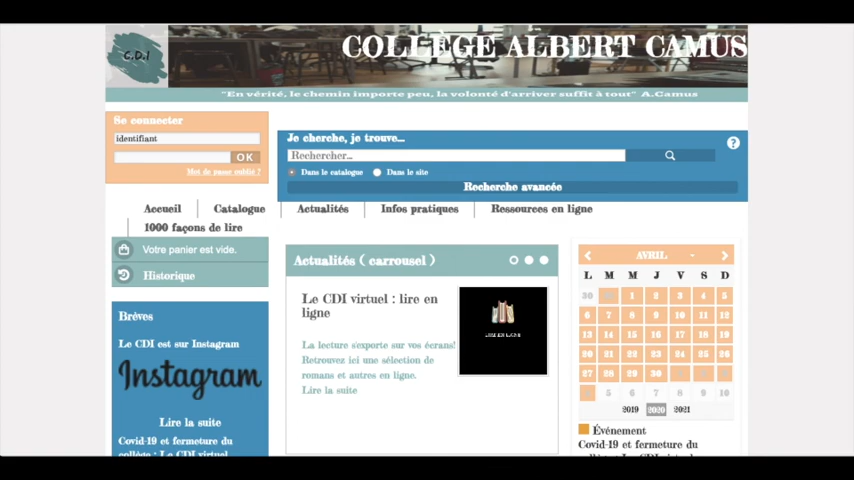 C.D.I
COLLÈGE ALBERT CAMUS
"En vérité, le chemin importe peu, la volonté d'arriver suffit à tout" A.Camus
Se connecter
identifiant
OK
Mot de passe oublié ?
Je cherche, je trouve...
?
Rechercher...
Dans le catalogue Dans le site
Recherche avancée
Accueil Catalogue Actualités Infos pratiques Ressources en ligne
1000 façons de lire
Votre panier est vide.
Historique
Brèves
Le CDI est sur Instagram
Instagram
Lire la suite
Covid-19 et fermeture du
collège : Le CDI virtuel
Actualités ( carrousel )
Le CDI virtuel : lire en
ligne
La lecture s'exporte sur vos écrans!
Retrouvez ici une sélection de
romans et autres en ligne.
Lire la suite
LIRE EN LIGNE
AVRIL -
L M M J V S D
30 1 2 3 4 5
6 7 8 9 10 11 12
13 14 15 16 17 18 19
20 21 22 23 24 25 26
27 28 29 30
5 6 7 8 9 10
2019 2020 2021
Événement
Covid-19 et fermeture du